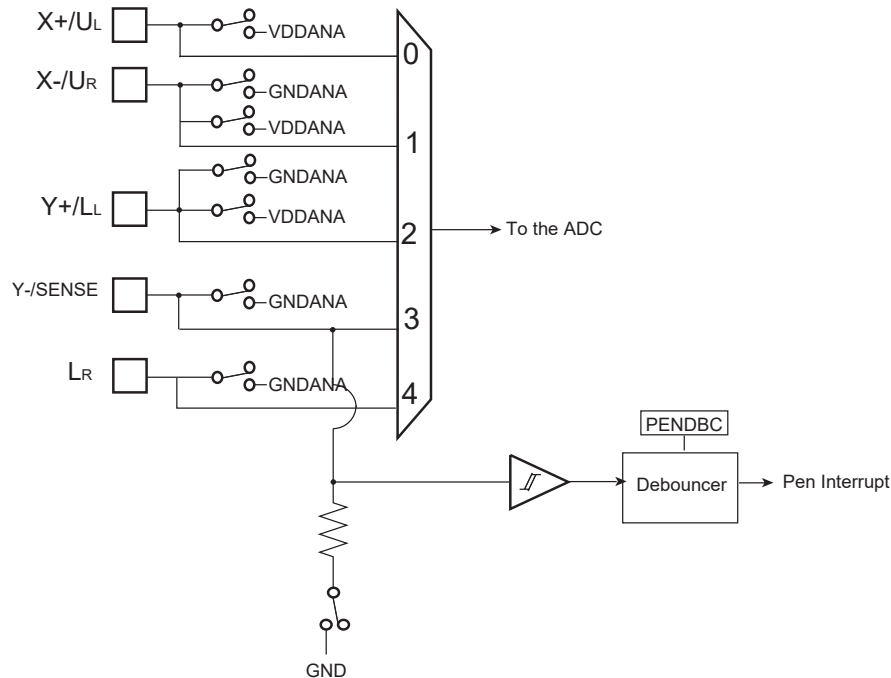 X+/UL
VDDANA
0
X-/UR
GNDANA
VDDANA
1
GNDANA
Y+/LL
VDDANA
2
To the ADC
Y-/SENSE
GNDANA
3
LR
GNDANA
4
PENDBC
Debouncer
Pen Interrupt
GND